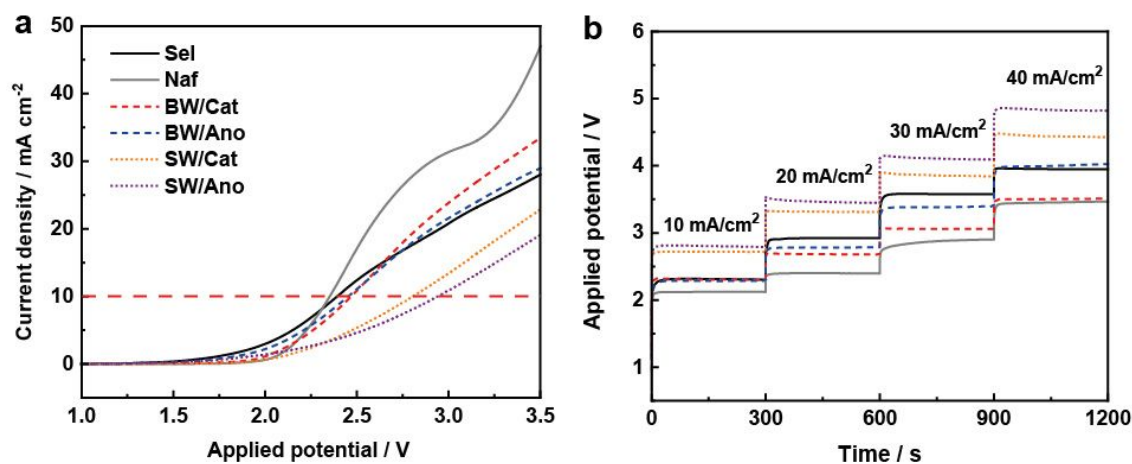 a
50
40
30
20
10
0
Current density / mA cm⁻²
Sel
Naf
BW/Cat
BW/Ano
SW/Cat
SW/Ano
1.0 1.5 2.0 2.5 3.0 3.5
Applied potential / V
b
6
5
4
3
2
1
Applied potential / V
10 mA/cm²
20 mA/cm²
30 mA/cm²
40 mA/cm²
0 300 600 900 1200
Time / s